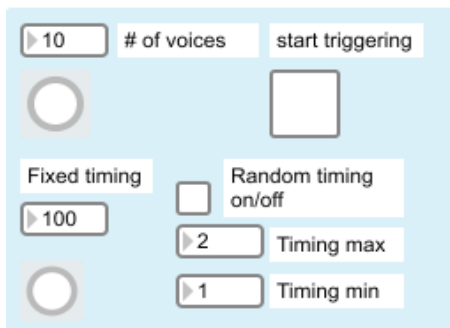 10
# of voices
start triggering
Fixed timing
Random timing
on/off
100
2
Timing max
1
Timing min